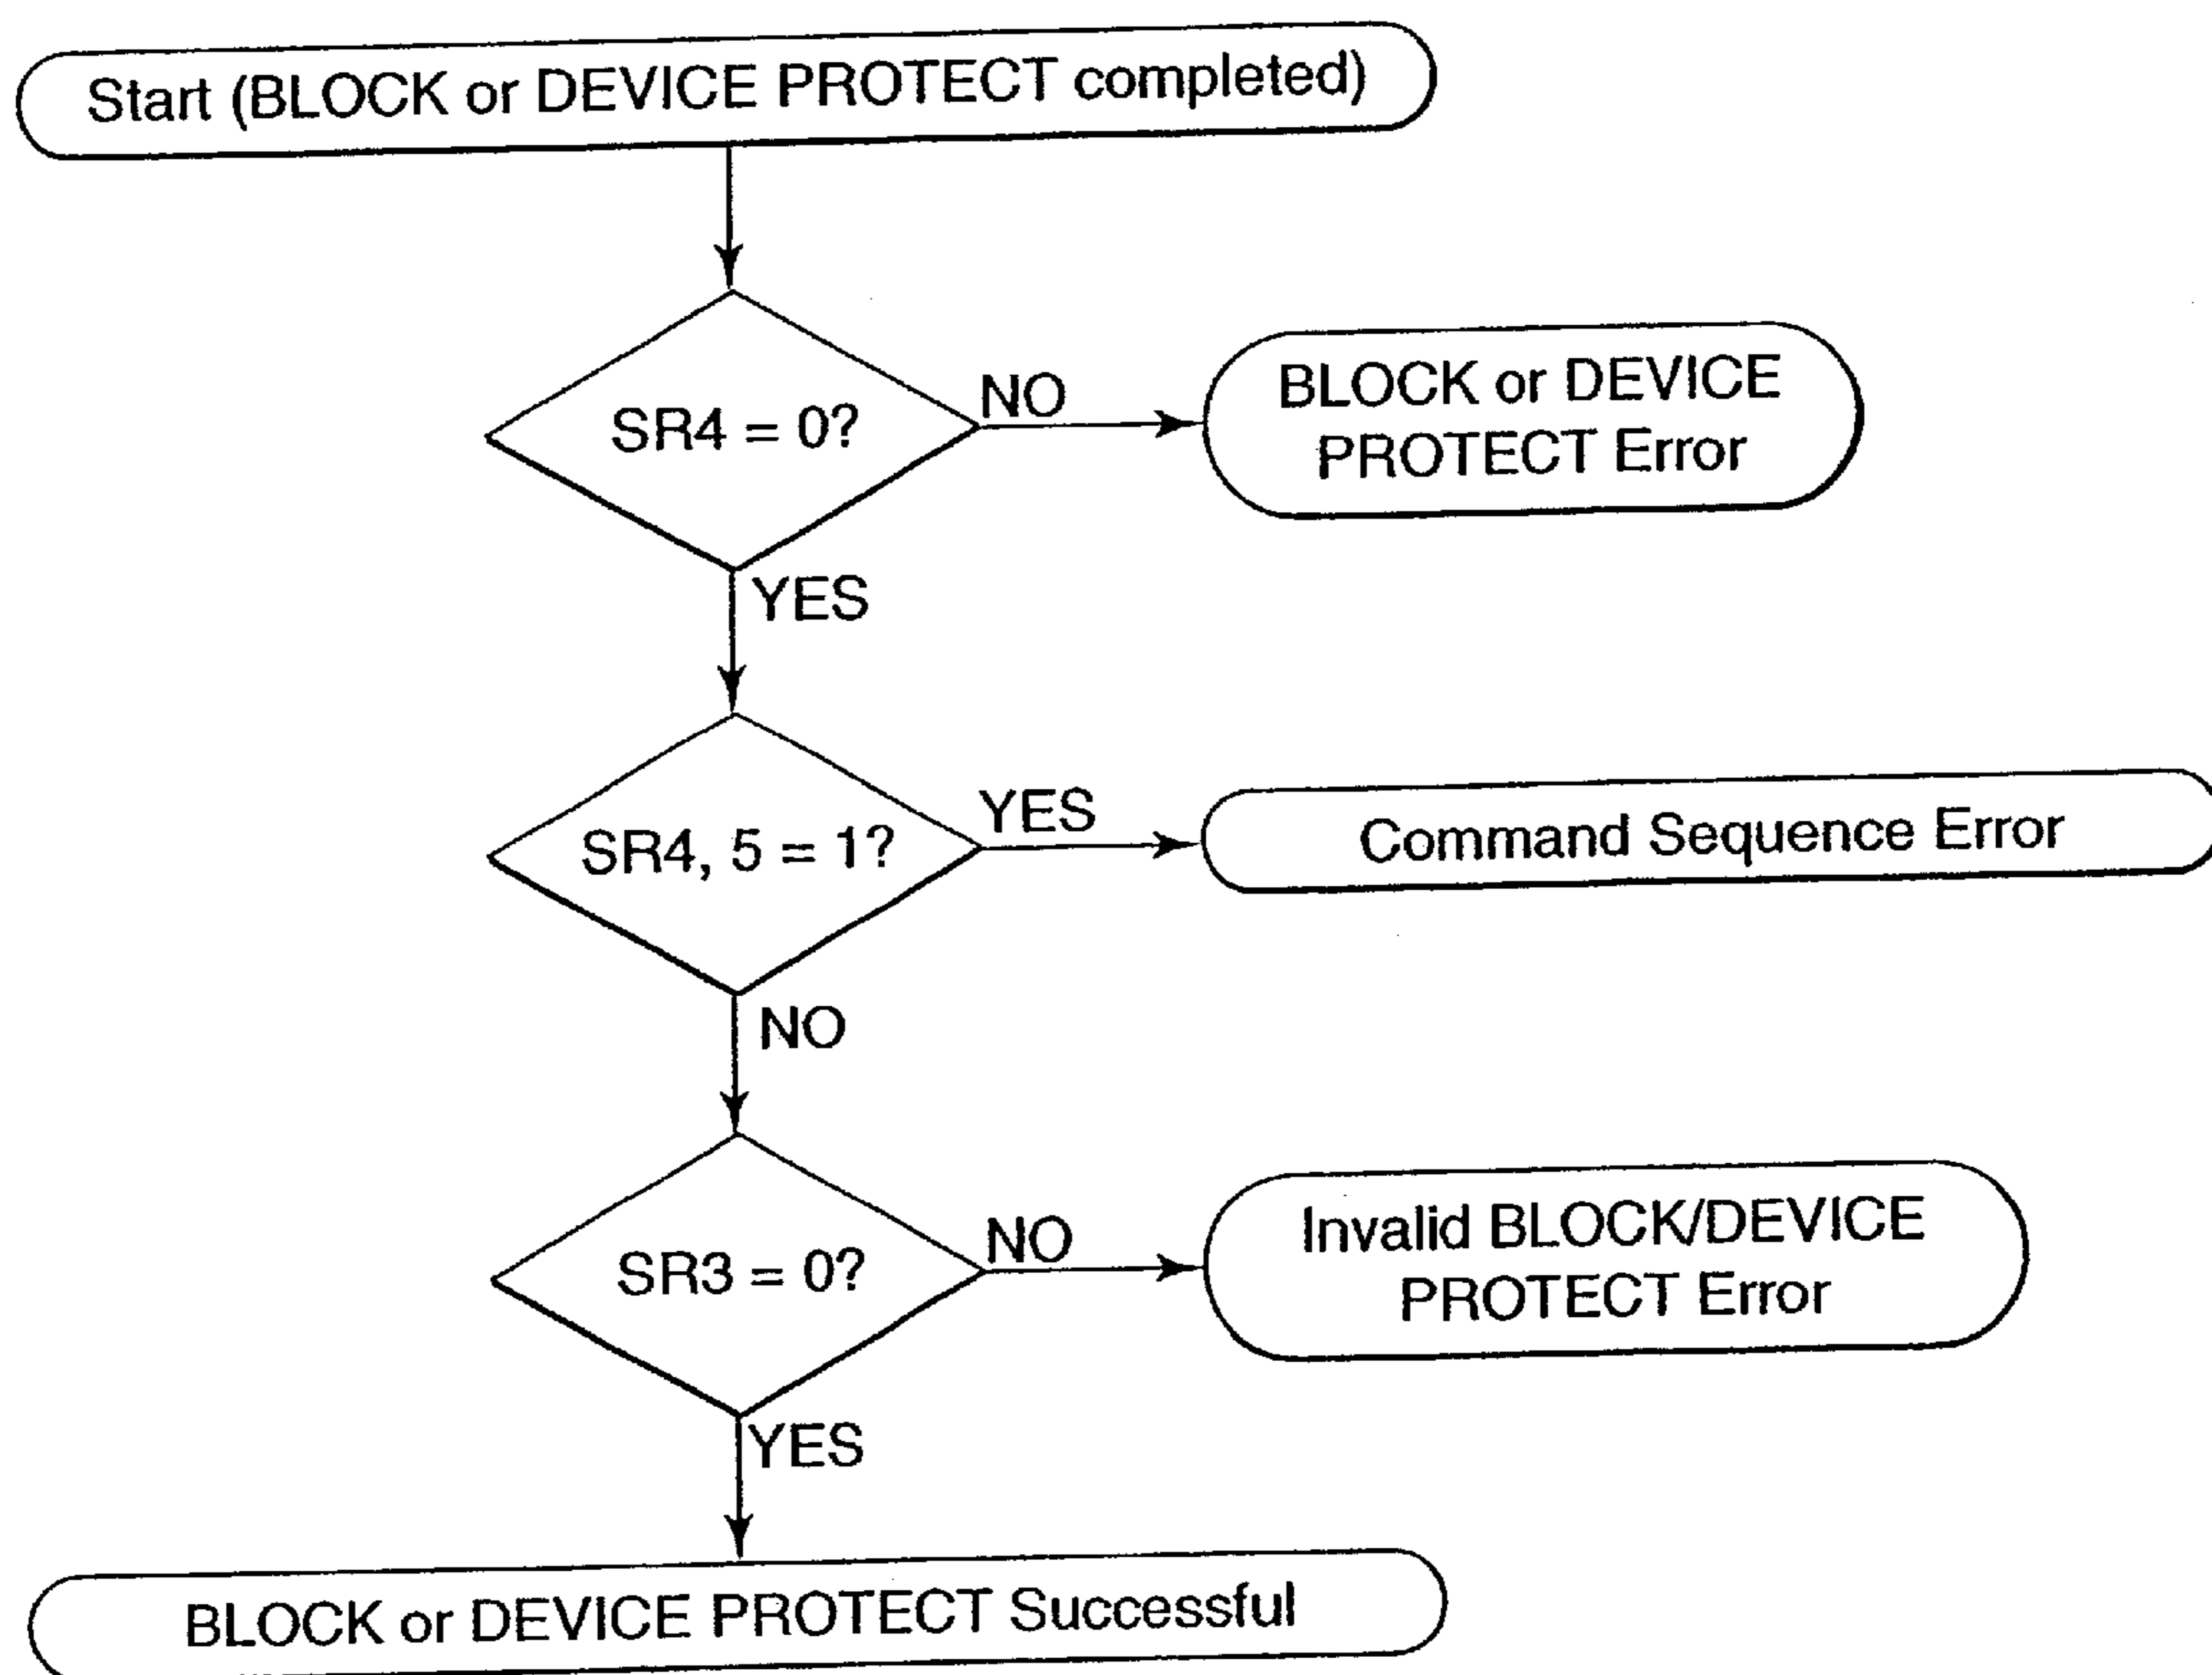 Start (BLOCK or DEVICE PROTECT completed)
SR4 = 0?
NO
BLOCK or DEVICE
PROTECT Error
YES
SR4, 5 = 1?
YES
Command Sequence Error
NO
SR3 = 0?
NO
Invalid BLOCK/DEVICE
PROTECT Error
YES
BLOCK or DEVICE PROTECT Successful